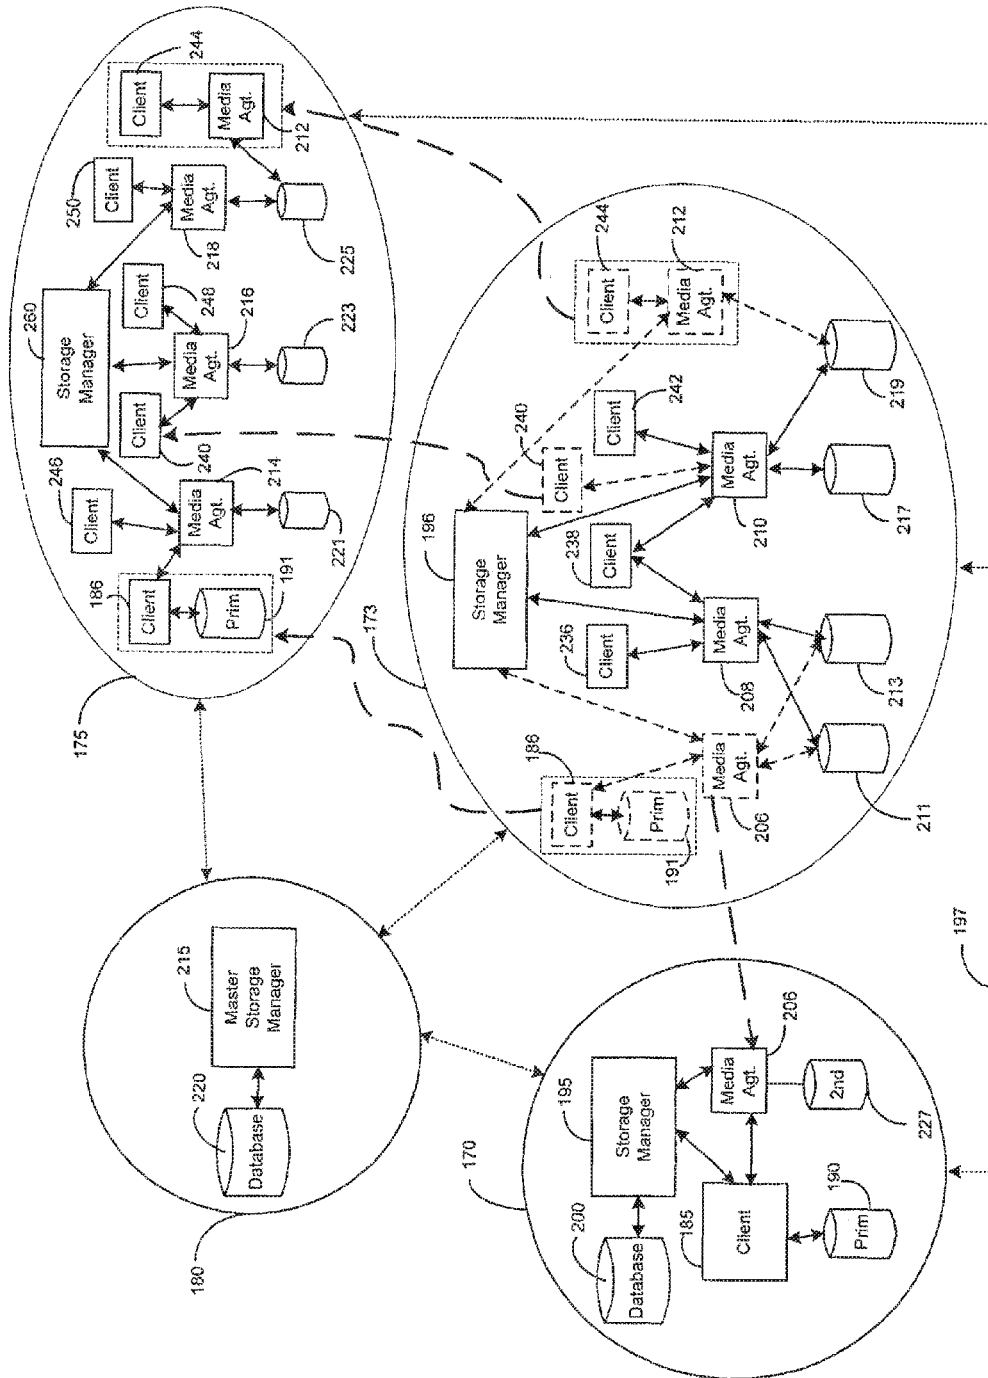 180
220
Database
215
Master
Storage
Manager
175
186
Client
Prim
191
246
Client
260
Storage
Manager
Media
Agt.
214
221
Client
240
Client
248
Media
Agt.
216
223
250
Client
Media
Agt.
218
225
Client
244
Media
Agt.
212
170
200
Database
195
Storage
Manager
185
Client
190
Prim
Media
Agt.
206
2nd
227
173
196
Storage
Manager
186
Client
Prim
191
Media
Agt.
206
236
Client
238
Client
Media
Agt.
208
240
Client
Client
242
Media
Agt.
210
Client
244
Media
Agt.
212
211
213
217
219
197